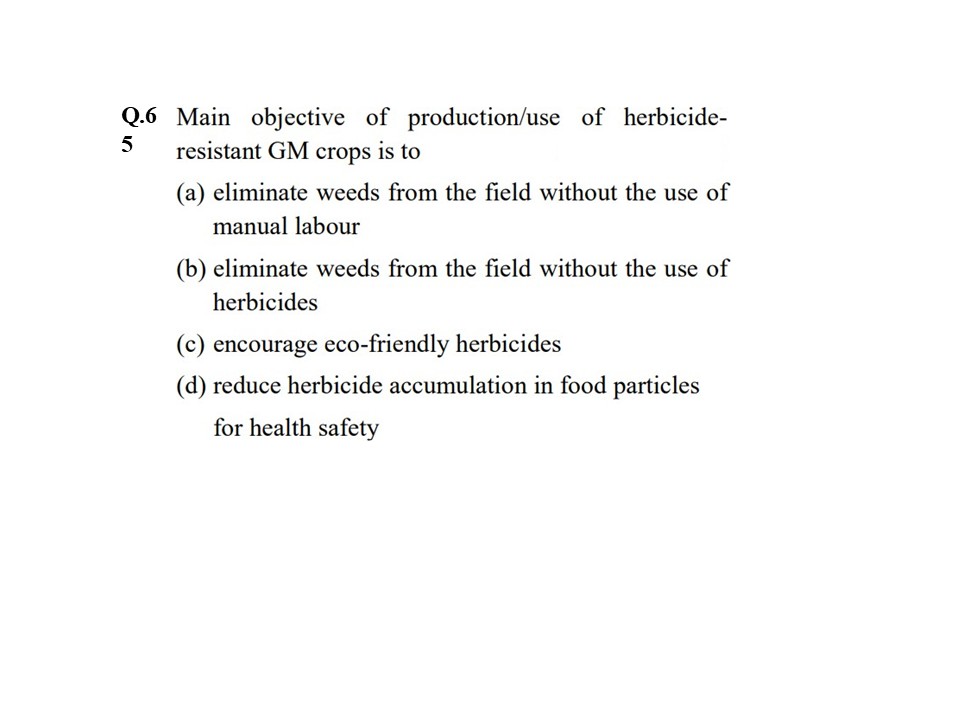 Q.6 Main objective of production/use of herbicide-
5 resistant GM crops is to
(a) eliminate weeds from the field without the use of
manual labour
(b) eliminate weeds from the field without the use of
herbicides
(c) encourage eco-friendly herbicides
(d) reduce herbicide accumulation in food particles
for health safety